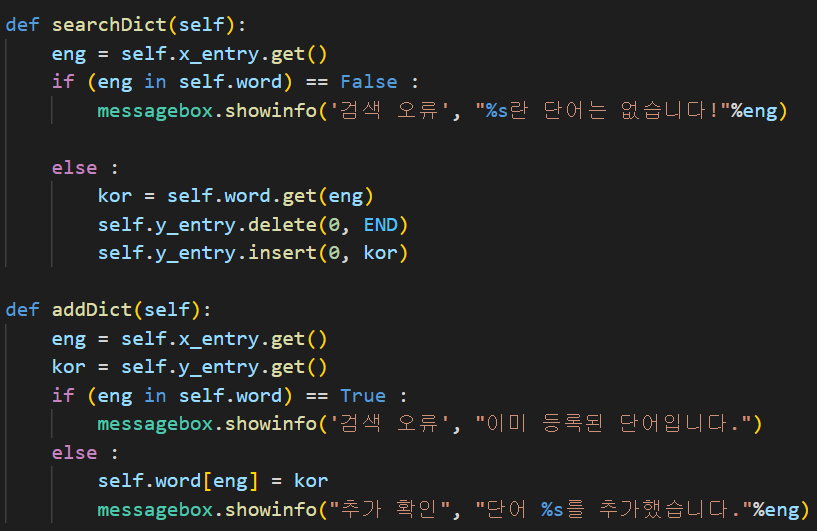 def searchDict(self):
    eng = self.x_entry.get()
    if (eng in self.word) == False :
        messagebox.showinfo('검색 오류', "%s란 단어는 없습니다!"%eng)
    else :
        kor = self.word.get(eng)
        self.y_entry.delete(0, END)
        self.y_entry.insert(0, kor)
def addDict(self):
    eng = self.x_entry.get()
    kor = self.y_entry.get()
    if (eng in self.word) == True :
        messagebox.showinfo('검색 오류', "이미 등록된 단어입니다.")
    else :
        self.word[eng] = kor
        messagebox.showinfo("추가 확인", "단어 %s를 추가했습니다."%eng)